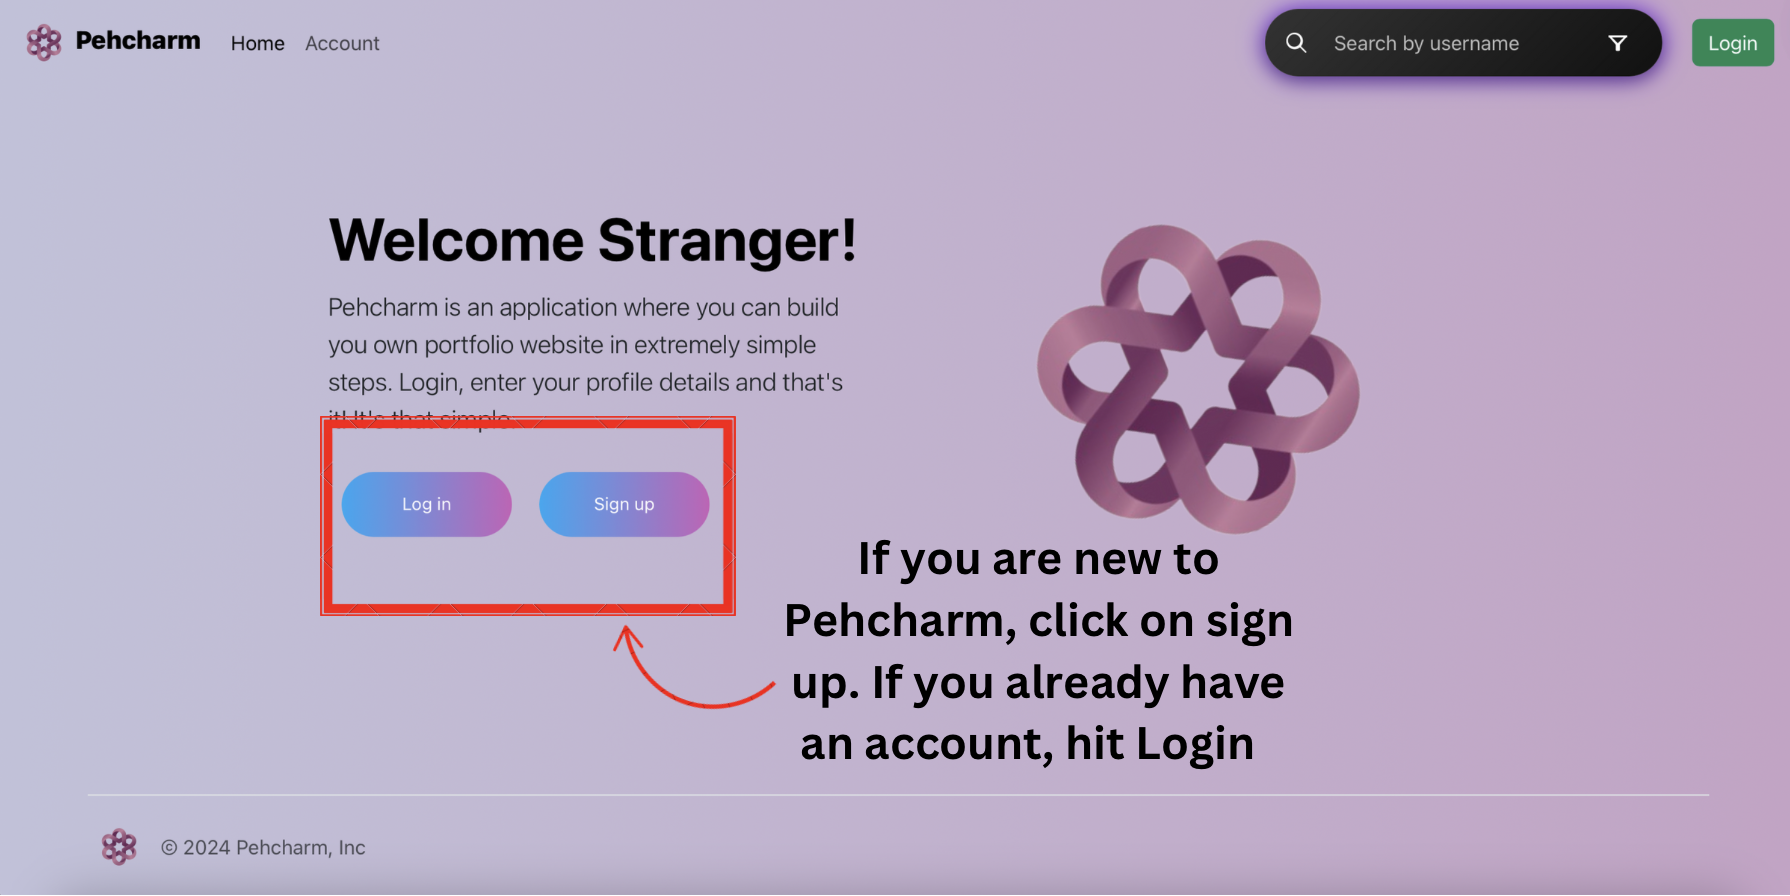 Pehcharm
Home
Account
Search by username
Login
Welcome Stranger!
Pehcharm is an application where you can build
you own portfolio website in extremely simple
steps. Login, enter your profile details and that's
it! It's that simple.
Log in
Sign up
If you are new to
Pehcharm, click on sign
up. If you already have
an account, hit Login
© 2024 Pehcharm, Inc